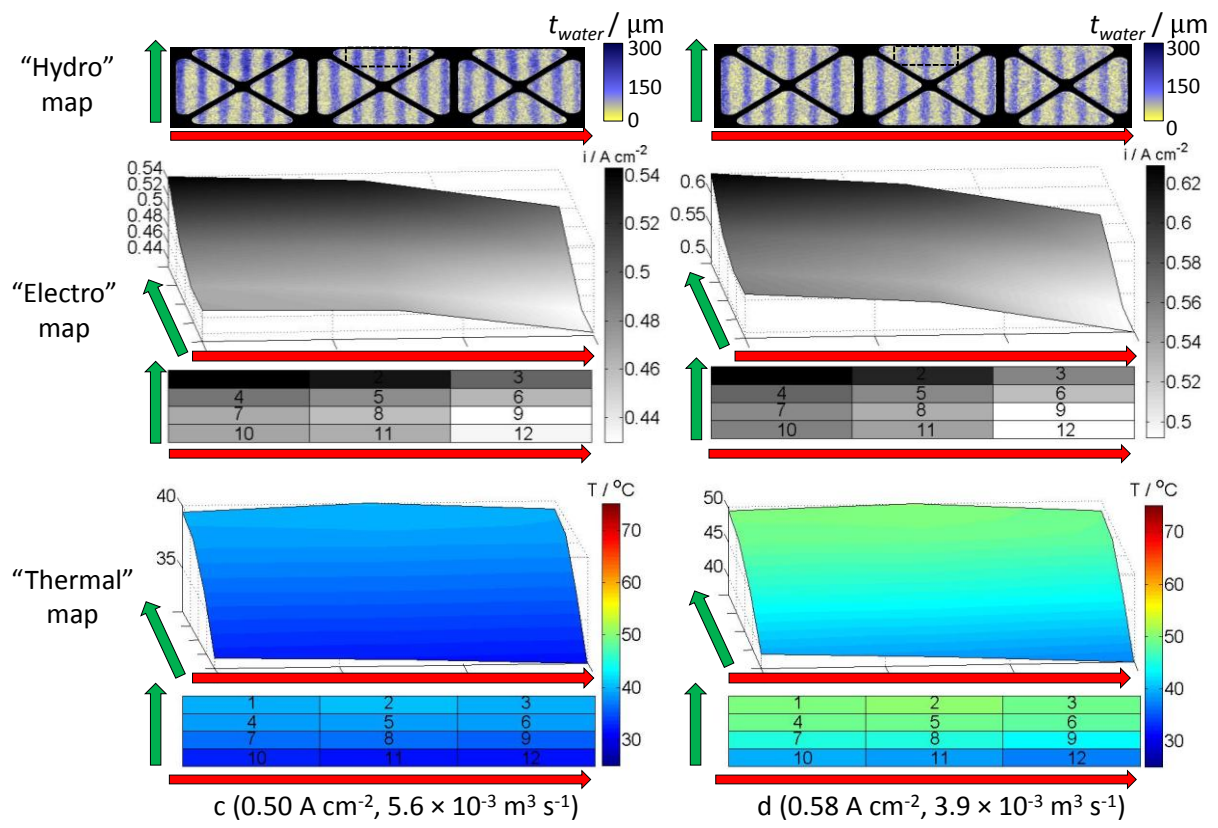 t_water / μm t_water / μm
“Hydro” map
300
150
0
300
150
0
i / A cm⁻² i / A cm⁻²
“Electro” map
0.54
0.52
0.5
0.48
0.46
0.44
0.54
0.52
0.5
0.48
0.46
0.44
0.6
0.55
0.5
0.62
0.6
0.58
0.56
0.54
0.52
0.5
2 3
4 5 6
7 8 9
10 11 12
2 3
4 5 6
7 8 9
10 11 12
T / °C T / °C
“Thermal” map
40
35
70
60
50
40
30
50
45
40
70
60
50
40
30
1 2 3
4 5 6
7 8 9
10 11 12
1 2 3
4 5 6
7 8 9
10 11 12
c (0.50 A cm⁻², 5.6 × 10⁻³ m³ s⁻¹) d (0.58 A cm⁻², 3.9 × 10⁻³ m³ s⁻¹)